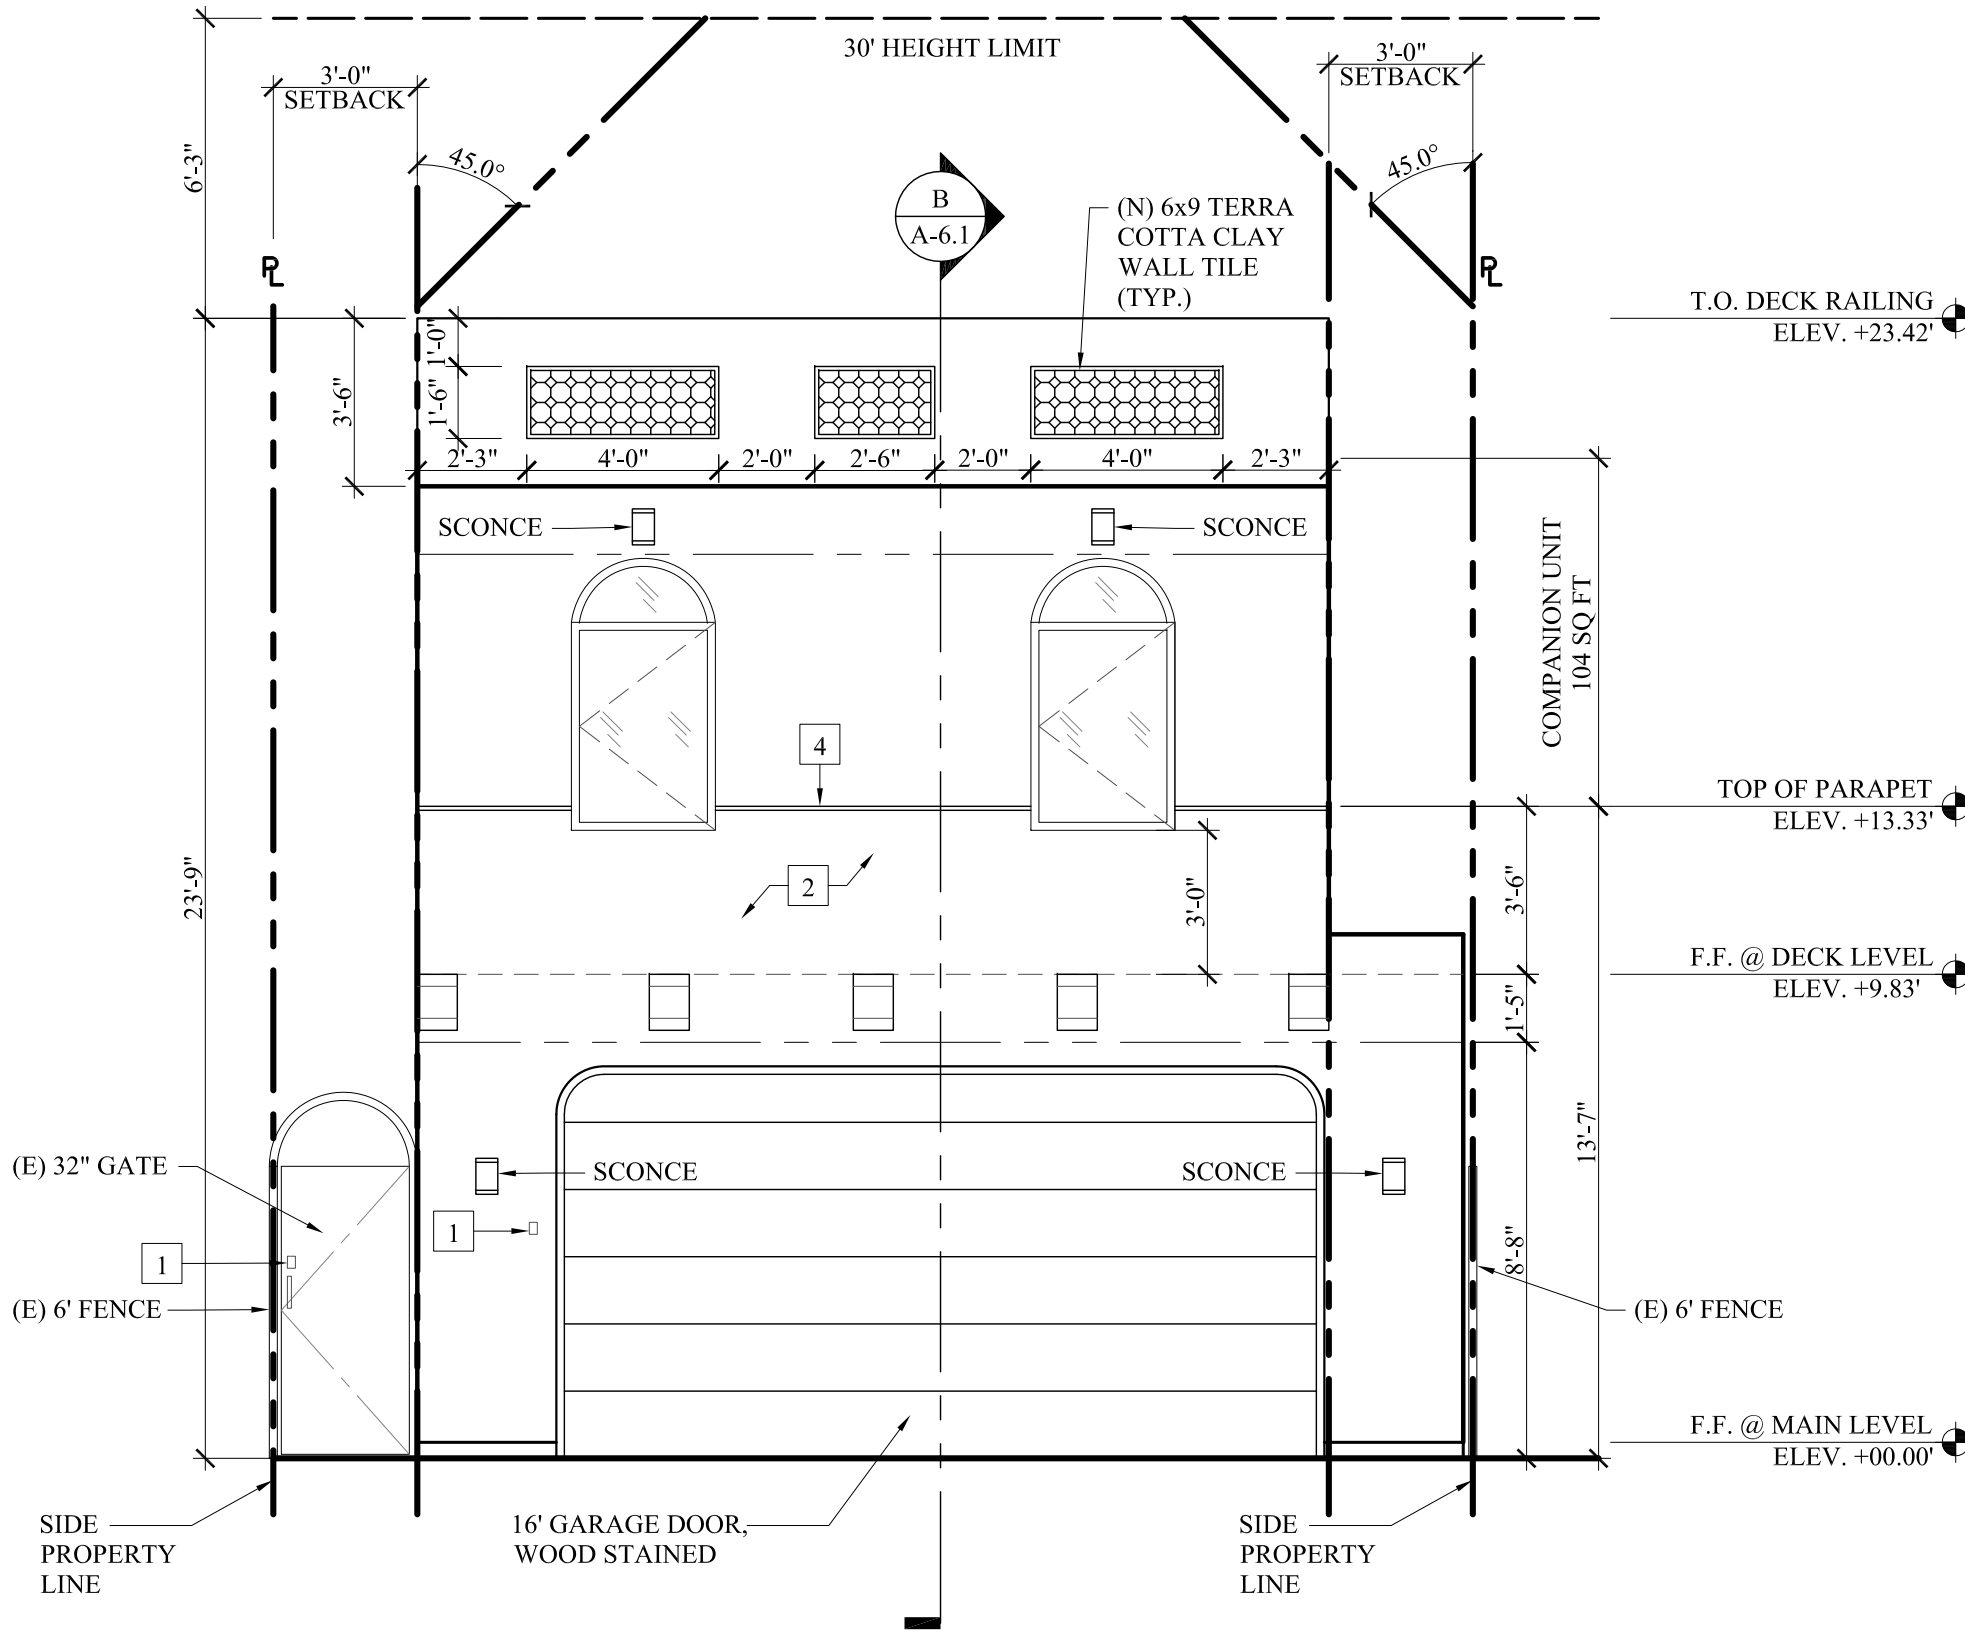 30' HEIGHT LIMIT
3'-0"
SETBACK
3'-0"
SETBACK
6'-3"
45.0°
45.0°
B
A-6.1
(N) 6x9 TERRA
COTTA CLAY
WALL TILE
(TYP.)
PL
PL
T.O. DECK RAILING
ELEV. +23.42'
1'-0"
1'-6"
3'-6"
2'-3"
4'-0"
2'-0"
2'-6"
2'-0"
4'-0"
2'-3"
SCONCE
SCONCE
COMPANION UNIT
104 SQ FT
4
TOP OF PARAPET
ELEV. +13.33'
2
3'-0"
3'-6"
23'-9"
F.F. @ DECK LEVEL
ELEV. +9.83'
1'-5"
13'-7"
(E) 32" GATE
SCONCE
SCONCE
1
1
8'-8"
(E) 6' FENCE
(E) 6' FENCE
F.F. @ MAIN LEVEL
ELEV. +00.00'
SIDE
PROPERTY
LINE
16' GARAGE DOOR,
WOOD STAINED
SIDE
PROPERTY
LINE